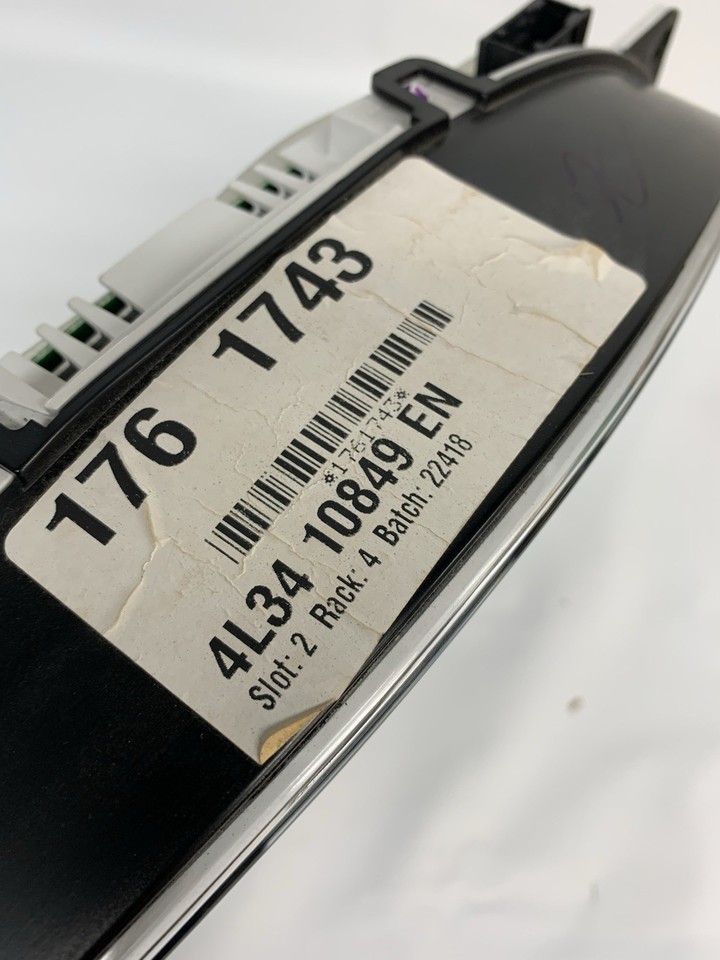 176 1743
*1761743*
4L34 10849 EN
Slot: 2 Rack: 4 Batch: 22418